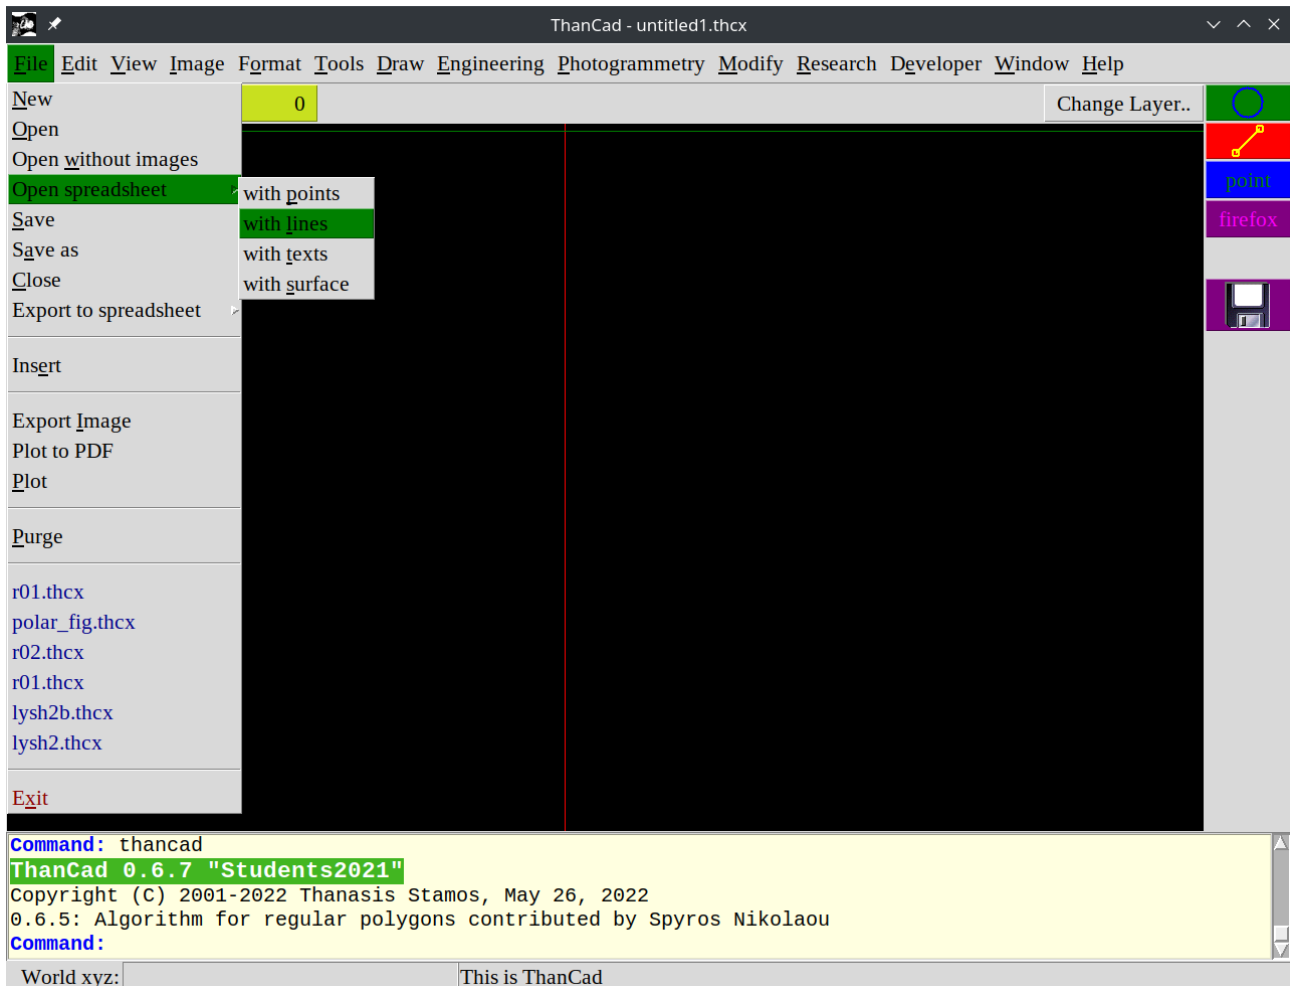 ThanCad - untitled1.thcx
File Edit View Image Format Tools Draw Engineering Photogrammetry Modify Research Developer Window Help
New
0
Change Layer..
Open
Open without images
Open spreadsheet
with points
point
Save
with lines
firefox
Save as
with texts
Close
with surface
Export to spreadsheet
Insert
Export Image
Plot to PDF
Plot
Purge
r01.thcx
polar_fig.thcx
r02.thcx
r01.thcx
lysh2b.thcx
lysh2.thcx
Exit
Command: thancad
ThanCad 0.6.7 "Students2021"
Copyright (C) 2001-2022 Thanasis Stamos, May 26, 2022
0.6.5: Algorithm for regular polygons contributed by Spyros Nikolaou
Command:
World xyz:
This is ThanCad